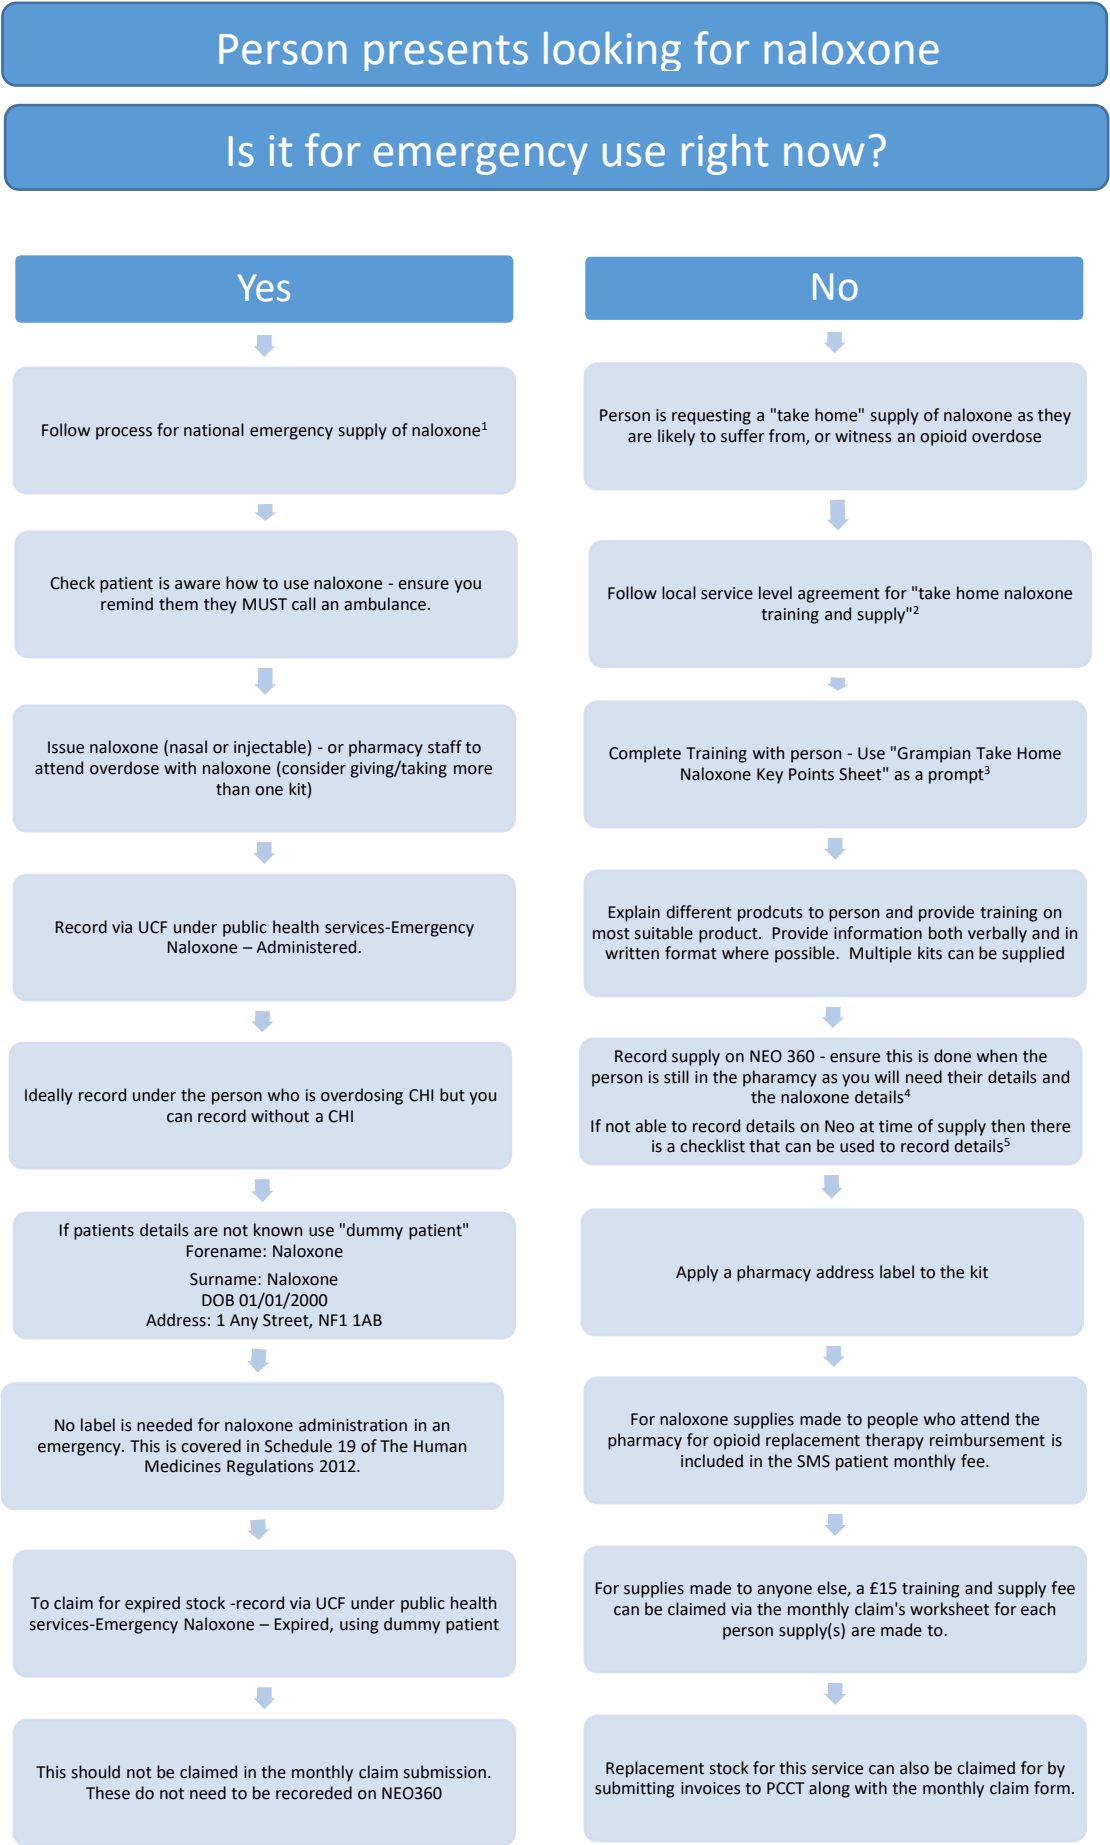 Person presents looking for naloxone
Is it for emergency use right now?
Yes
Follow process for national emergency supply of naloxone¹
Check patient is aware how to use naloxone - ensure you
remind them they MUST call an ambulance.
Issue naloxone (nasal or injectable) - or pharmacy staff to
attend overdose with naloxone (consider giving/taking more
than one kit)
Record via UCF under public health services-Emergency
Naloxone – Administered.
Ideally record under the person who is overdosing CHI but you
can record without a CHI
If patients details are not known use "dummy patient"
Forename: Naloxone
Surname: Naloxone
DOB 01/01/2000
Address: 1 Any Street, NF1 1AB
No label is needed for naloxone administration in an
emergency. This is covered in Schedule 19 of The Human
Medicines Regulations 2012.
To claim for expired stock -record via UCF under public health
services-Emergency Naloxone – Expired, using dummy patient
This should not be claimed in the monthly claim submission.
These do not need to be recoreded on NEO360
No
Person is requesting a "take home" supply of naloxone as they
are likely to suffer from, or witness an opioid overdose
Follow local service level agreement for "take home naloxone
training and supply"²
Complete Training with person - Use "Grampian Take Home
Naloxone Key Points Sheet" as a prompt³
Explain different prodcuts to person and provide training on
most suitable product.  Provide information both verbally and in
written format where possible.  Multiple kits can be supplied
Record supply on NEO 360 - ensure this is done when the
person is still in the pharamcy as you will need their details and
the naloxone details⁴
If not able to record details on Neo at time of supply then there
is a checklist that can be used to record details⁵
Apply a pharmacy address label to the kit
For naloxone supplies made to people who attend the
pharmacy for opioid replacement therapy reimbursement is
included in the SMS patient monthly fee.
For supplies made to anyone else, a £15 training and supply fee
can be claimed via the monthly claim's worksheet for each
person supply(s) are made to.
Replacement stock for this service can also be claimed for by
submitting invoices to PCCT along with the monthly claim form.